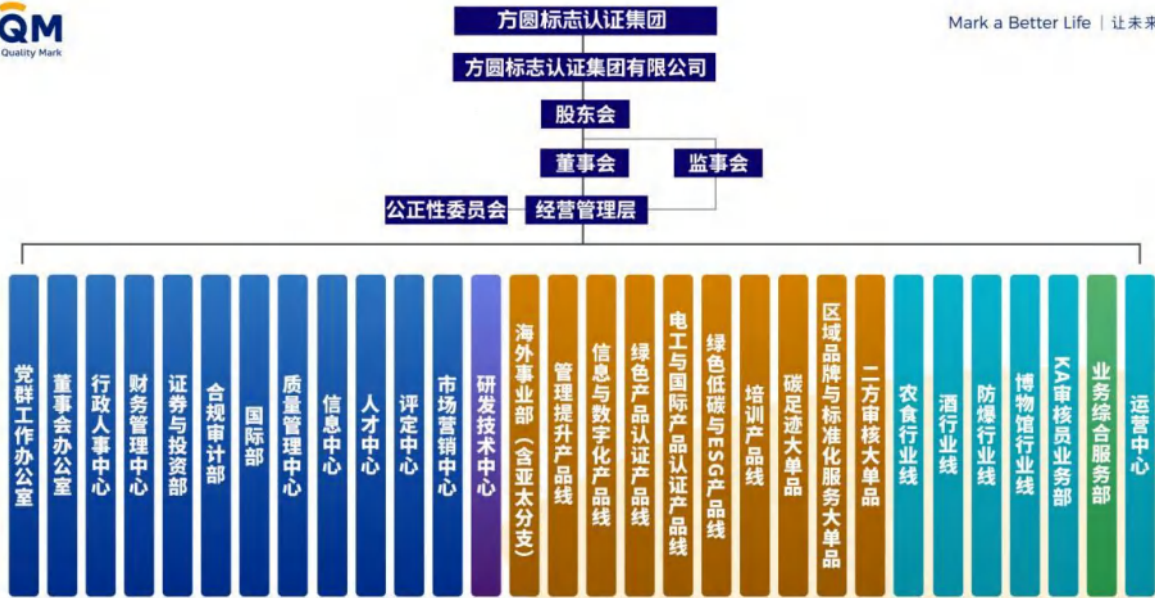 QM
Quality Mark
Mark a Better Life | 让未来
方圆标志认证集团
方圆标志认证集团有限公司
股东会
董事会
监事会
公正性委员会
经营管理层
党群工作办公室
董事会办公室
行政人事中心
财务管理中心
证券与投资部
合规审计部
国际部
质量管理中心
信息中心
人才中心
评定中心
市场营销中心
研发技术中心
海外事业部（含亚太分支）
管理提升产品线
信息与数字化产品线
绿色产品认证产品线
电工与国际产品认证产品线
绿色低碳与ESG产品线
培训产品线
碳足迹大单品
区域品牌与标准化服务大单品
二方审核大单品
农食行业线
酒行业线
防爆行业线
博物馆行业线
KA审核员业务部
业务综合服务部
运营中心